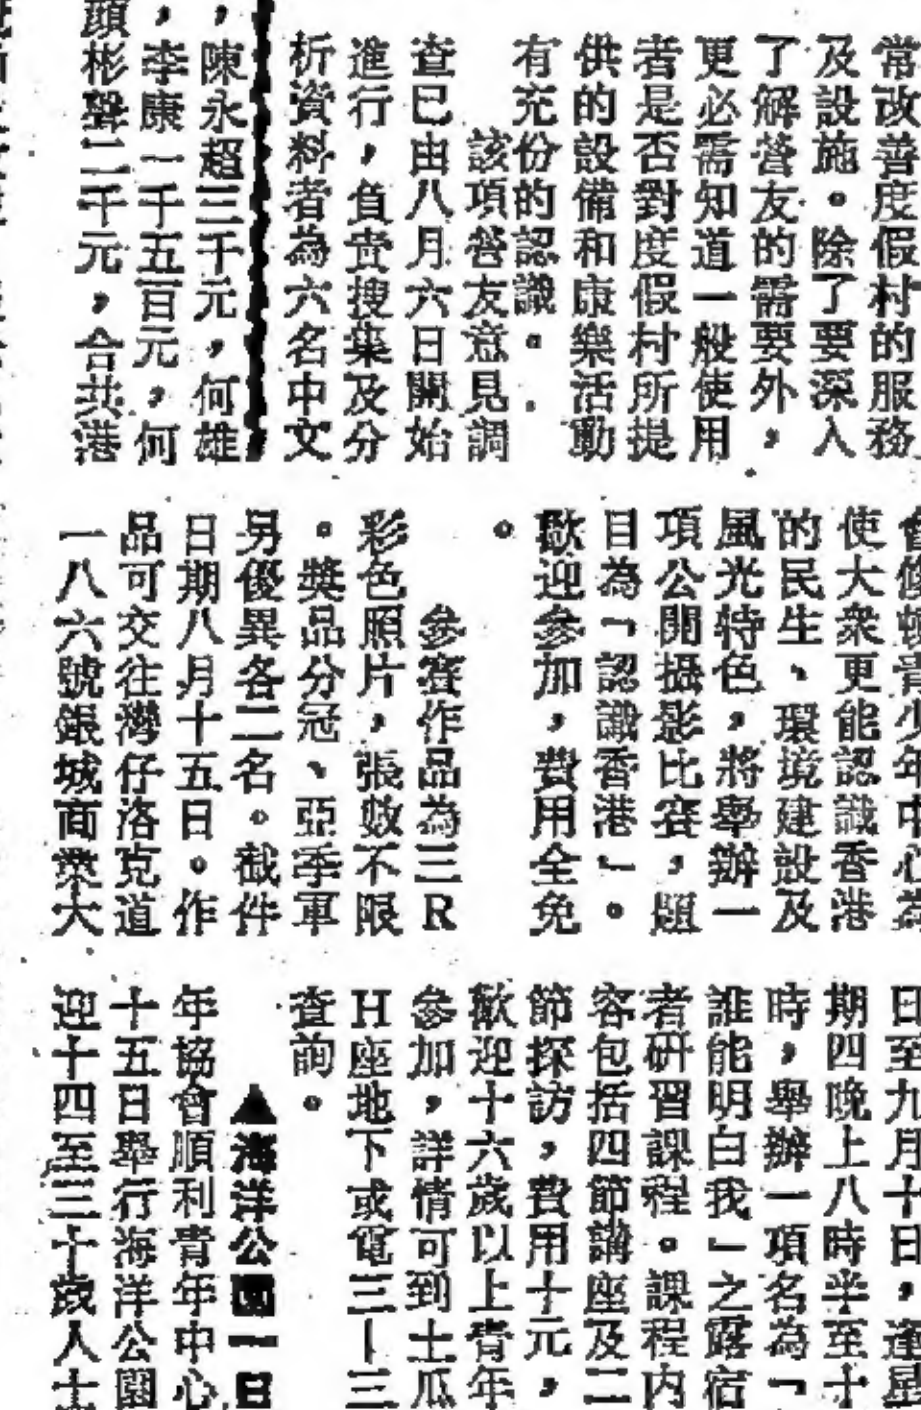 常改善度假村的服務
及設施。除了要深入
了解營友的需要外,
更必需知道一般使用
者是否對度假村所提
供的設備和康樂活動
有充份的認識。
該項營友意見調
查已由八月六日開始
進行,負責搜集及分
析資料者為六名中文
,陳永超三千元,何雄
,李康一千五百元,何
顏彬聲二千元,合共港
會修頓青少年中心為
使大衆更能認識香港
的民生、環境建設及
風光特色,將舉辦一
項公開攝影比賽,題
目為「認識香港」。
歡迎參加,費用全免
。
參賽作品為三R
彩色照片,張數不限
。獎品分冠、亞季軍
另優異各二名。截件
日期八月十五日。作
品可交往灣仔洛克道
一八六號銀城商業大
日至九月十日,逢星
期四晚上八時半至十
時,舉辦一項名為「
誰能明白我」之露宿
者研習課程。課程内
容包括四節講座及二
節探訪,費用十元,
歡迎十六歲以上青年
參加,詳情可到土瓜
H座地下或電三-三
查詢。
▲海洋公園一日
年協會順利青年中心
十五日舉行海洋公園
迎十四至三十歲人士